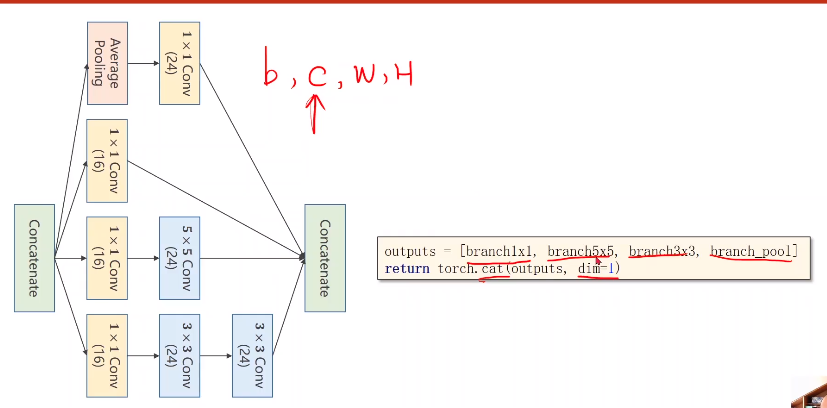 Average
Pooling
1×1 Conv
(24)
b, C, W, H
1×1 Conv
(16)
Concatenate
1×1 Conv
(16)
5×5 Conv
(24)
Concatenate
1×1 Conv
(16)
3×3 Conv
(24)
3×3 Conv
(24)
outputs = [branch1x1, branch5x5, branch3x3, branch_pool]
return torch.cat(outputs, dim=1)